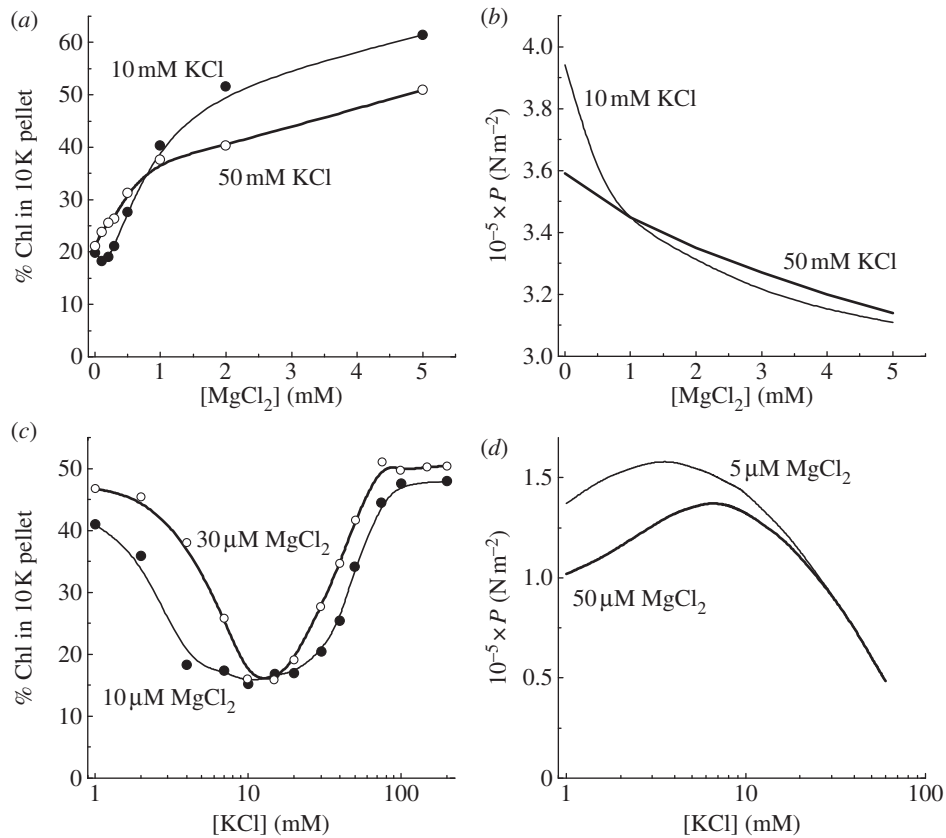 (a)
60
50
40
30
20
10
0
% Chl in 10 K pellet
10 mM KCl
50 mM KCl
0 1 2 3 4 5
[MgCl₂] (mM)
(b)
4.0
3.8
3.6
3.4
3.2
3.0
10⁻⁵ × P (N m⁻²)
10 mM KCl
50 mM KCl
0 1 2 3 4 5
[MgCl₂] (mM)
(c)
50
40
30
20
10
0
% Chl in 10 K pellet
30 µM MgCl₂
10 µM MgCl₂
1 10 100
[KCl] (mM)
(d)
1.5
1.0
0.5
0
10⁻⁵ × P (N m⁻²)
5 µM MgCl₂
50 µM MgCl₂
1 10 100
[KCl] (mM)